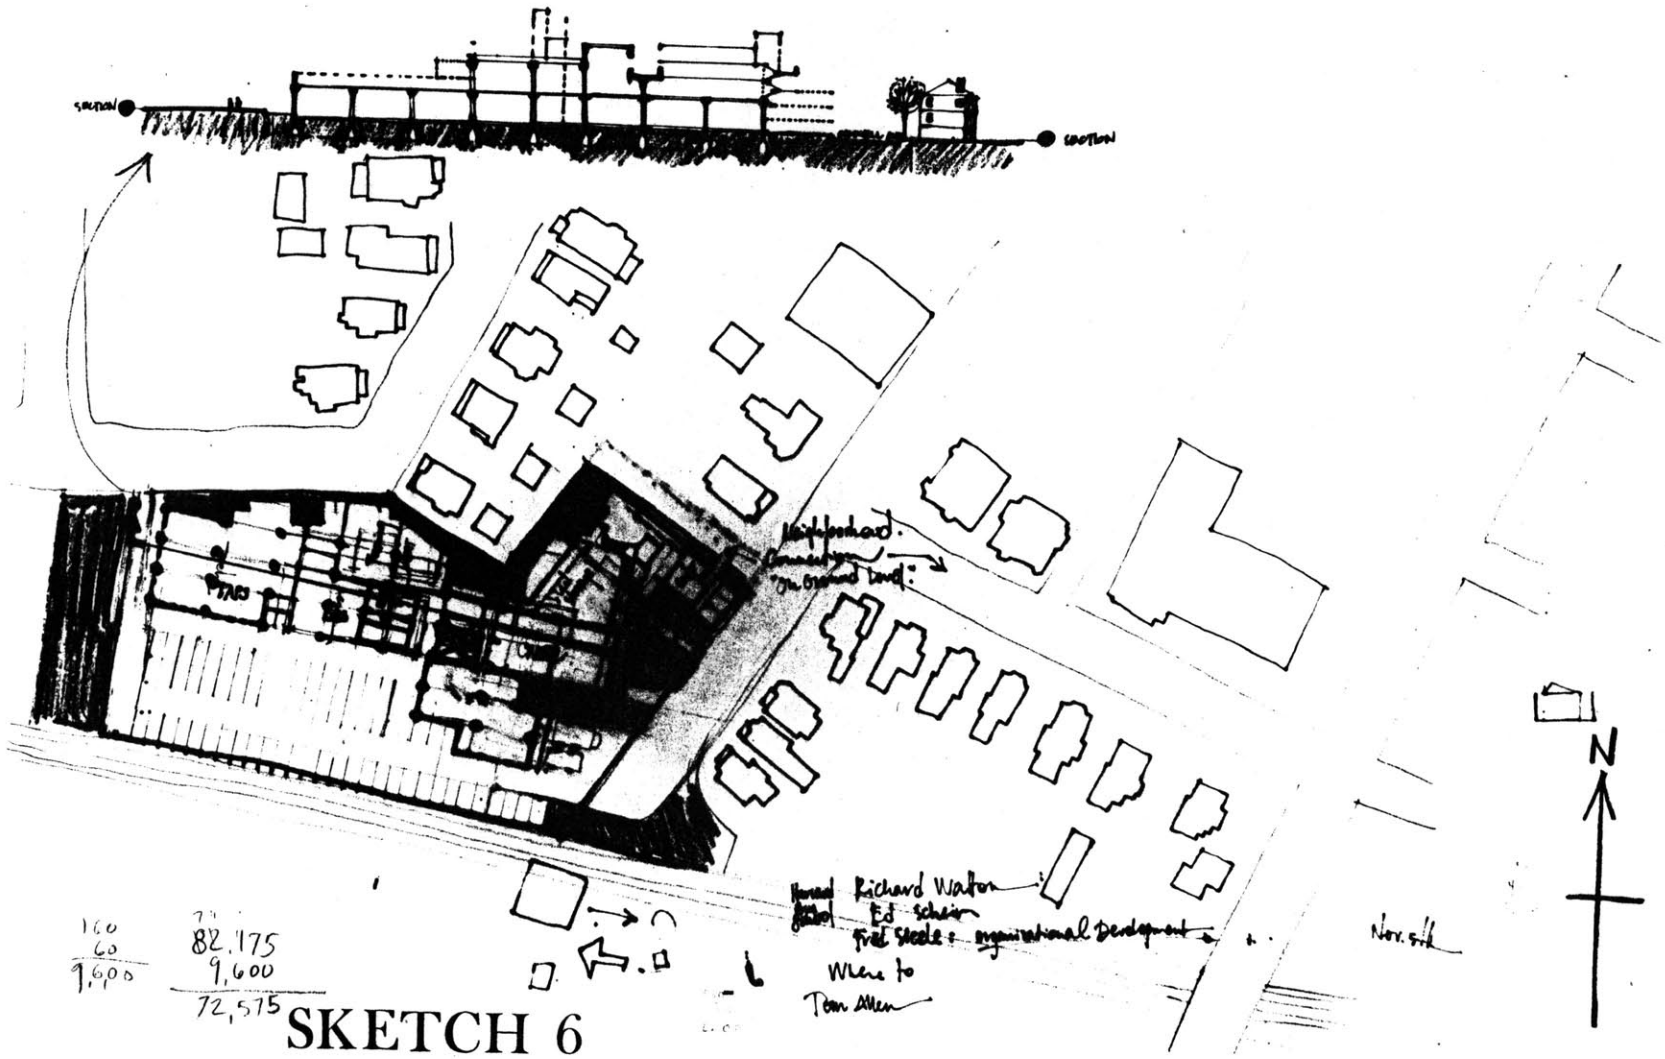 SECTION
SECTION
Neighborhood.
Connection
"On Ground Level."
N
Richard Walton
Ed Schein
Fred Steele: organizational Development
Where to
Tom Allen
Nov. 5th
160
60
9,600
82,175
9,600
72,575
SKETCH 6